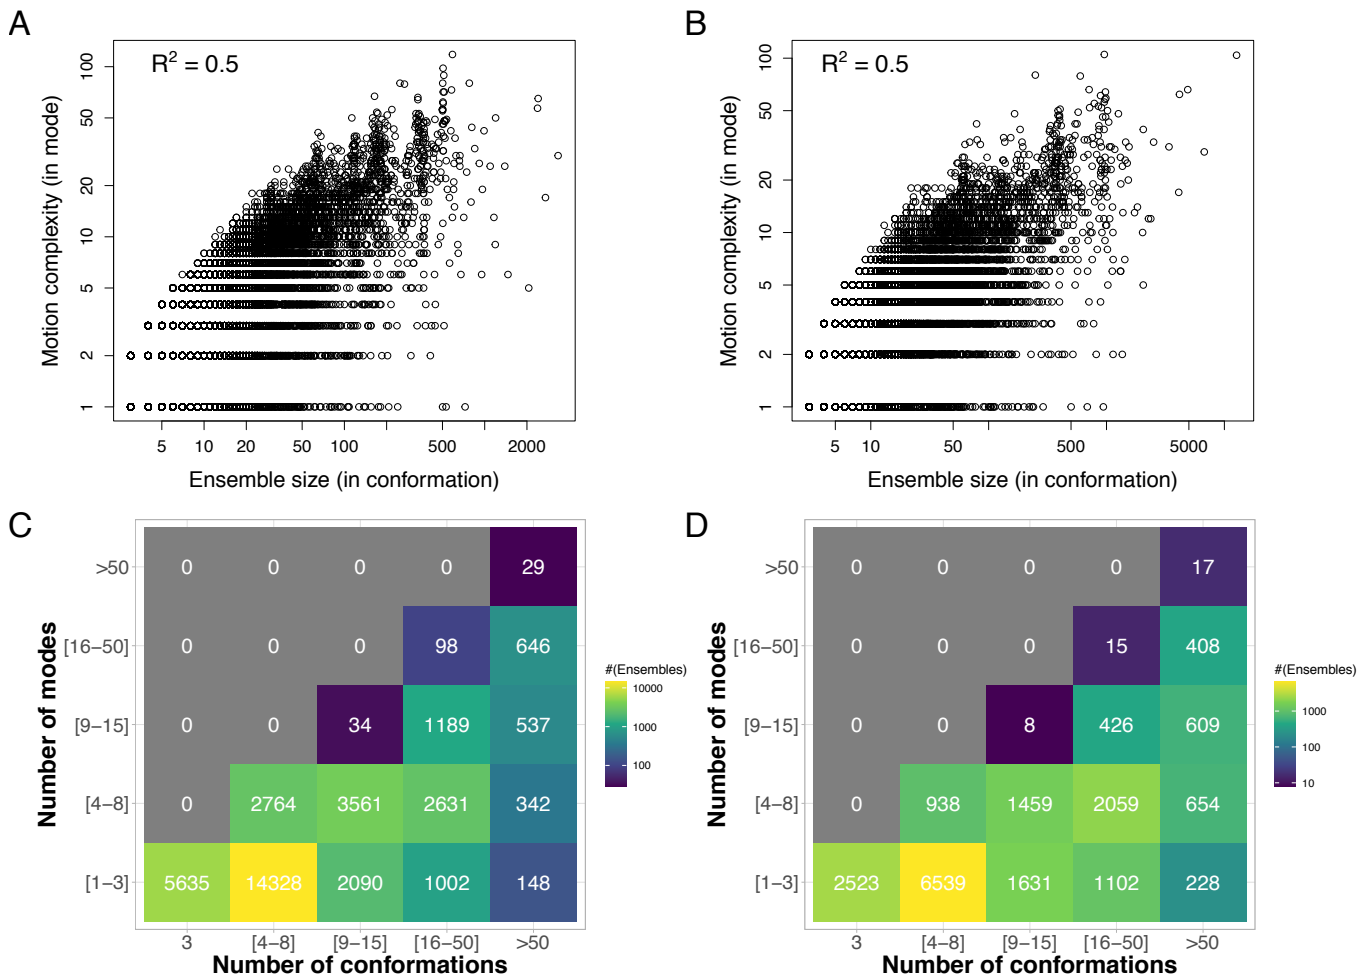 A
R² = 0.5
Motion complexity (in mode)
100
50
20
10
5
2
1
5 10 20 50 100 500 2000
Ensemble size (in conformation)
B
R² = 0.5
Motion complexity (in mode)
100
50
20
10
5
2
1
5 10 50 500 5000
Ensemble size (in conformation)
C
Number of modes
>50 0 0 0 0 29
[16−50] 0 0 0 98 646
[9−15] 0 0 34 1189 537
[4−8] 0 2764 3561 2631 342
[1−3] 5635 14328 2090 1002 148
3 [4−8] [9−15] [16−50] >50
Number of conformations
#(Ensembles)
10000
1000
100
D
Number of modes
>50 0 0 0 0 17
[16−50] 0 0 0 15 408
[9−15] 0 0 8 426 609
[4−8] 0 938 1459 2059 654
[1−3] 2523 6539 1631 1102 228
3 [4−8] [9−15] [16−50] >50
Number of conformations
#(Ensembles)
1000
100
10